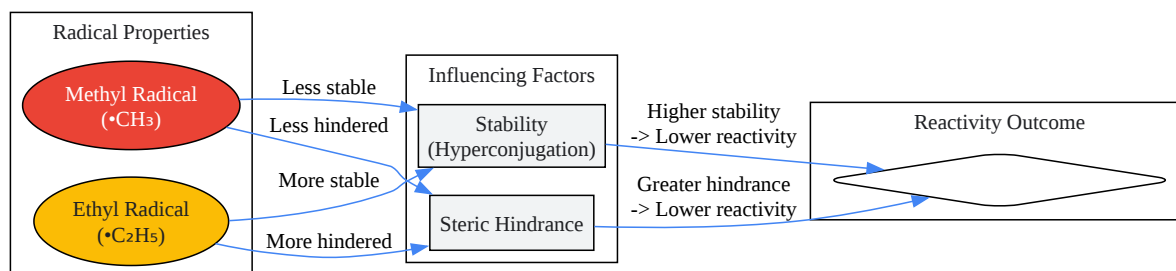 Radical Properties
Methyl Radical
(•CH₃)
Ethyl Radical
(•C₂H₅)
Less stable
Less hindered
More stable
More hindered
Influencing Factors
Stability
(Hyperconjugation)
Steric Hindrance
Higher stability
-> Lower reactivity
Greater hindrance
-> Lower reactivity
Reactivity Outcome